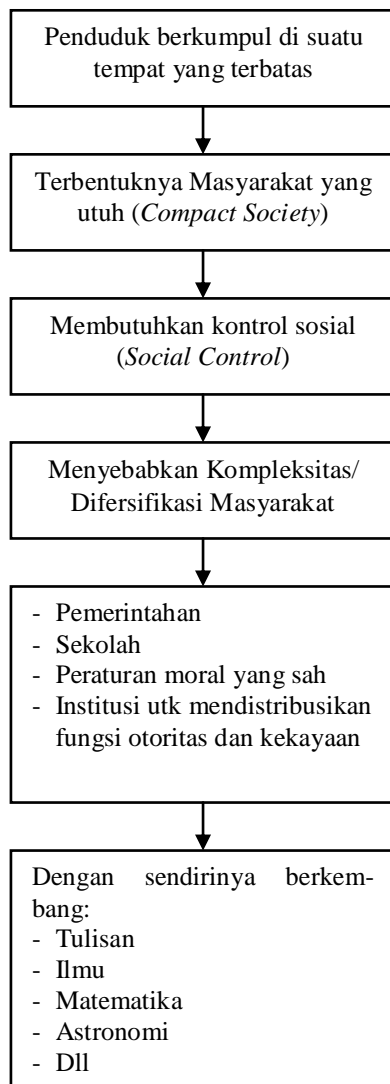 Penduduk berkumpul di suatu
tempat yang terbatas
Terbentuknya Masyarakat yang
utuh (Compact Society)
Membutuhkan kontrol sosial
(Social Control)
Menyebabkan Kompleksitas/
Difersifikasi Masyarakat
- Pemerintahan
- Sekolah
- Peraturan moral yang sah
- Institusi utk mendistribusikan
fungsi otoritas dan kekayaan
Dengan sendirinya berkem-
bang:
- Tulisan
- Ilmu
- Matematika
- Astronomi
- Dll